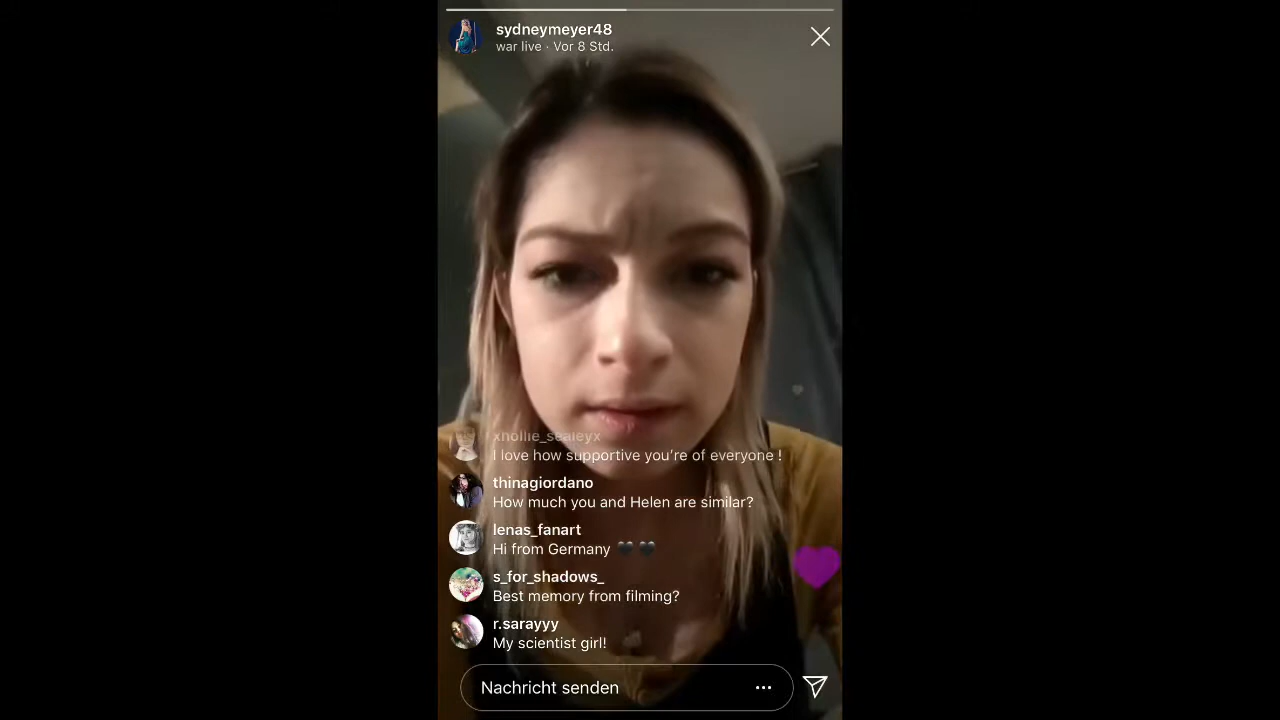 sydneymeyer48
war live · Vor 8 Std.
xhollie_sealeyx
I love how supportive you're of everyone !
thinagiordano
How much you and Helen are similar?
lenas_fanart
Hi from Germany 🖤 🖤
s_for_shadows_
Best memory from filming?
r.sarayyy
My scientist girl!
Nachricht senden